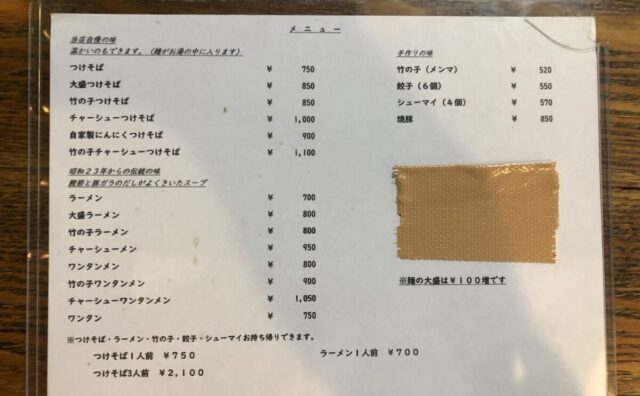 メニュー
当店自慢の味
温かいのもできます。(麺がお湯の中に入ります)
つけそば ¥ 750
大盛つけそば ¥ 850
竹の子つけそば ¥ 850
チャーシューつけそば ¥ 1,000
自家製にんにくつけそば ¥ 900
竹の子チャーシューつけそば ¥ 1,100
昭和23年からの伝統の味
鰹節と豚ガラのだしがよくきいたスープ
ラーメン ¥ 700
大盛ラーメン ¥ 800
竹の子ラーメン ¥ 800
チャーシューメン ¥ 950
ワンタンメン ¥ 800
竹の子ワンタンメン ¥ 900
チャーシューワンタンメン ¥ 1,050
ワンタン ¥ 750
手作りの味
竹の子(メンマ) ¥ 520
餃子(6個) ¥ 550
シューマイ(4個) ¥ 570
焼豚 ¥ 850
※麺の大盛は¥100増です
※つけそば・ラーメン・竹の子・餃子・シューマイお持ち帰りできます。
つけそば1人前 ¥750 ラーメン1人前 ¥700
つけそば3人前 ¥2,100